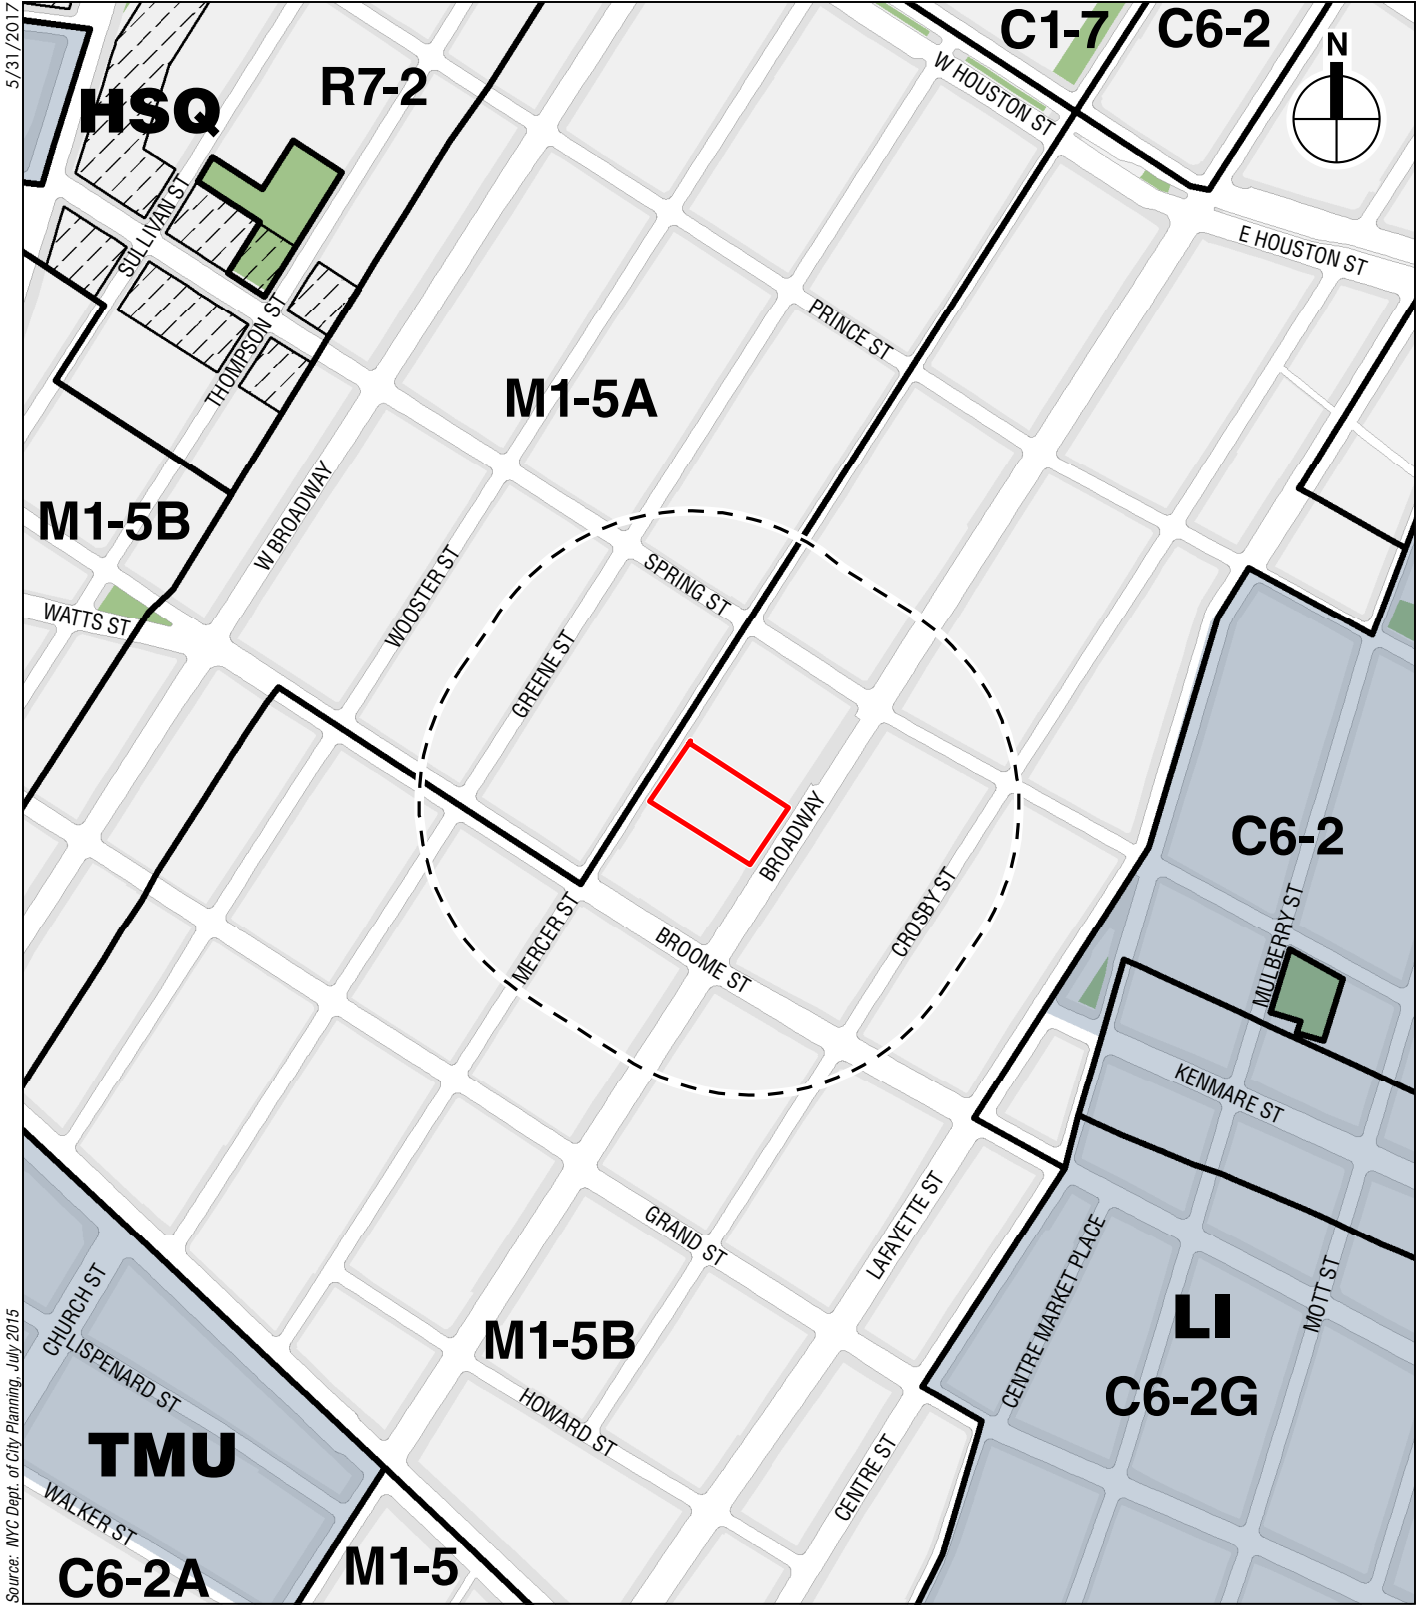 5/31/2017
C1-7
C6-2
N
R7-2
HSQ
W HOUSTON ST
SULLIVAN ST
E HOUSTON ST
THOMPSON ST
PRINCE ST
M1-5A
M1-5B
W BROADWAY
WOOSTER ST
SPRING ST
WATTS ST
GREENE ST
BROADWAY
C6-2
CROSBY ST
MERCER ST
BROOME ST
MULBERRY ST
KENMARE ST
LAFAYETTE ST
GRAND ST
CENTRE MARKET PLACE
MOTT ST
CHURCH ST
LI
M1-5B
LISPENARD ST
C6-2G
HOWARD ST
TMU
CENTRE ST
WALKER ST
M1-5
C6-2A
Source: NYC Dept. of City Planning, July 2015